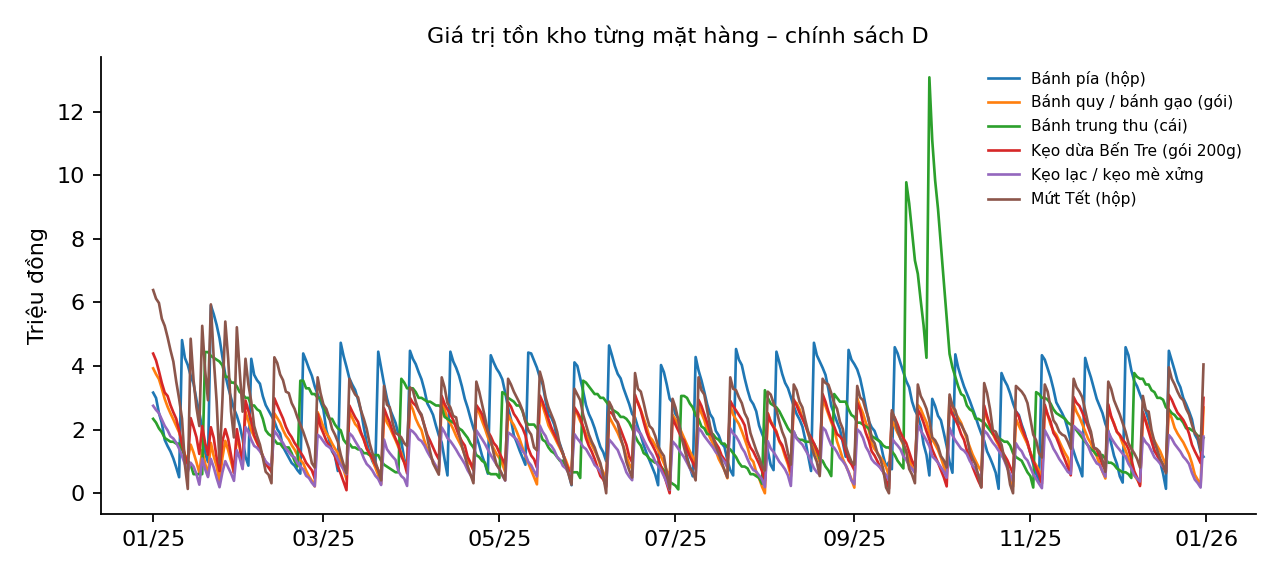 Giá trị tồn kho từng mặt hàng – chính sách D
Triệu đồng
12
10
8
6
4
2
0
01/25
03/25
05/25
07/25
09/25
11/25
01/26
Bánh pía (hộp)
Bánh quy / bánh gạo (gói)
Bánh trung thu (cái)
Kẹo dừa Bến Tre (gói 200g)
Kẹo lạc / kẹo mè xửng
Mứt Tết (hộp)